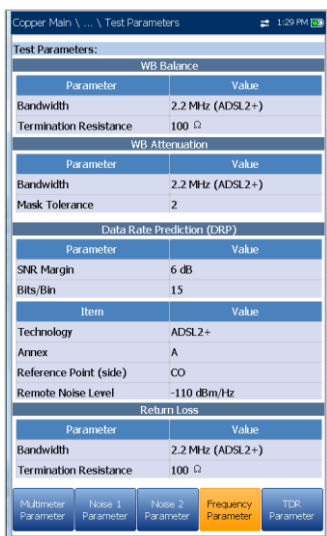 Copper Main \ ... \ Test Parameters 1:29 PM
Test Parameters:
WB Balance
Parameter Value
Bandwidth 2.2 MHz (ADSL2+)
Termination Resistance 100 Ω
WB Attenuation
Parameter Value
Bandwidth 2.2 MHz (ADSL2+)
Mask Tolerance 2
Data Rate Prediction (DRP)
Parameter Value
SNR Margin 6 dB
Bits/Bin 15
Item Value
Technology ADSL2+
Annex A
Reference Point (side) CO
Remote Noise Level -110 dBm/Hz
Return Loss
Parameter Value
Bandwidth 2.2 MHz (ADSL2+)
Termination Resistance 100 Ω
Multimeter Noise 1 Noise 2 Frequency TDR
Parameter Parameter Parameter Parameter Parameter